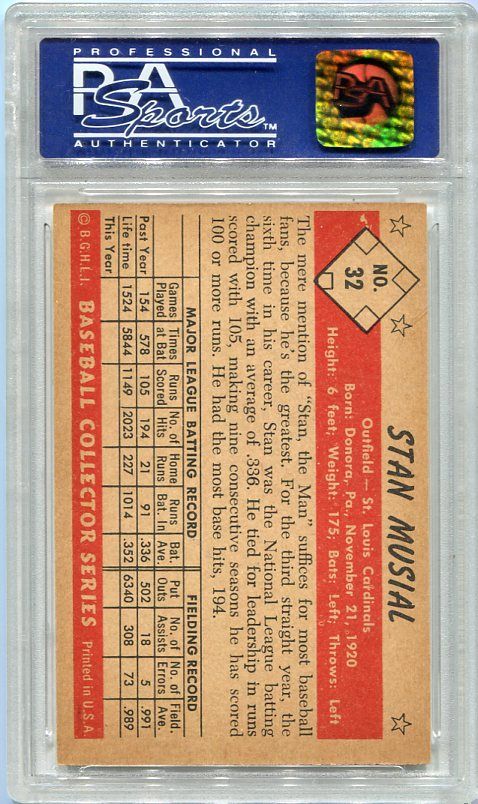 PROFESSIONAL
PSA
Sports™
AUTHENTICATOR
PSA
NO.
32
STAN MUSIAL
Outfield — St. Louis Cardinals
Born: Donora, Pa., November 21, 1920
Height: 6 feet; Weight: 175; Bats: Left; Throws: Left
The mere mention of "Stan, the Man" suffices for most baseball
fans, because he's the greatest. For the third straight year, the
sixth time in his career, Stan was the National League batting
champion with an average of .336. He tied for leadership in runs
scored with 105, making nine consecutive seasons he has scored
100 or more runs. He had the most base hits, 194.
MAJOR LEAGUE BATTING RECORD FIELDING RECORD
Games Times Runs No. of Home Runs Bat. Put No. of No. of Field.
Played at Bat Scored Hits Runs Bat. In Ave. Outs Assists Errors Ave.
Past Year 154 578 105 194 21 91 .336 502 18 5 .991
Life time 1524 5844 1149 2023 227 1014 .352 6340 308 73 .989
This Year
© B.G.H.L.I. BASEBALL COLLECTOR SERIES Printed in U.S.A.